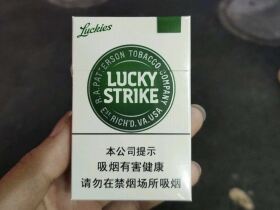 Luckies
R.A. PATTERSON TOBACCO COMPANY
LUCKY
STRIKE
EST RICH'D. VA. USA
本公司提示
吸烟有害健康
请勿在禁烟场所吸烟